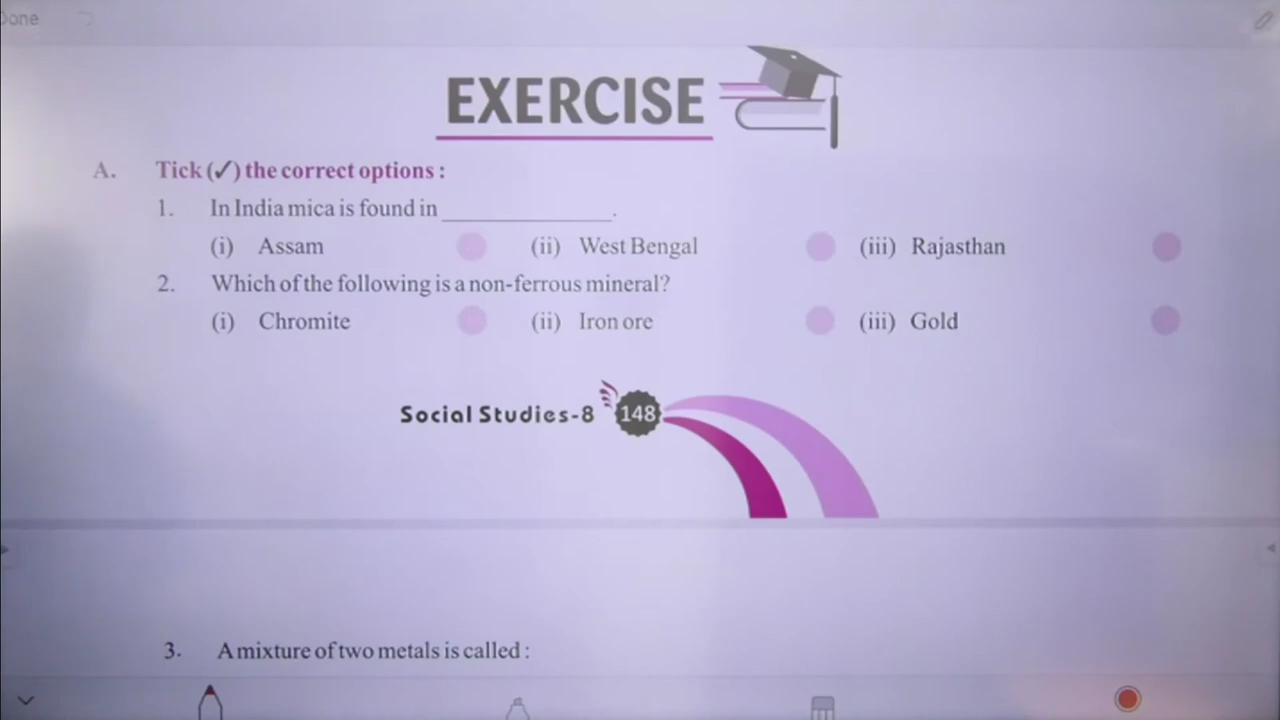 Done
EXERCISE
A. Tick (✓) the correct options :
1. In India mica is found in ______________.
(i) Assam (ii) West Bengal (iii) Rajasthan
2. Which of the following is a non-ferrous mineral?
(i) Chromite (ii) Iron ore (iii) Gold
Social Studies-8 148
3. A mixture of two metals is called :